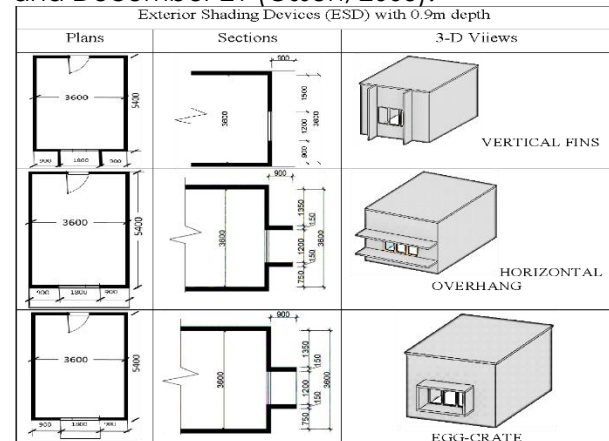 and December 21 (Otten, 2006).
Exterior Shading Devices (ESD) with 0.9m depth
Plans Sections 3-D Viiews
3600
5400
900 1800 900
900
3600
1500
1200
900
3600
VERTICAL FINS
3600
5400
900 1800 900
900
3600
1350
150
1200
150
750
3600
HORIZONTAL
OVERHANG
3600
5400
900 1800 900
900
3600
1350
150
1200
150
750
3600
EGG-CRATE